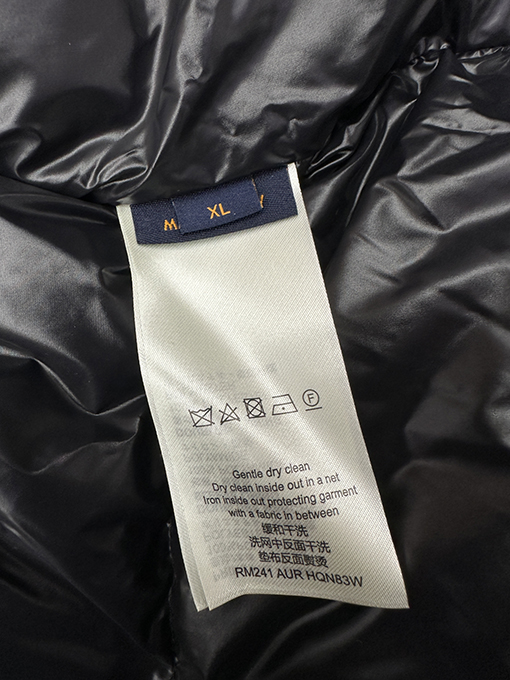 XL
Gentle dry clean
Dry clean inside out in a net
Iron inside out protecting garment
with a fabric in between
缓和干洗
洗网中反面干洗
垫布反面熨烫
RM241 AUR HQN83W